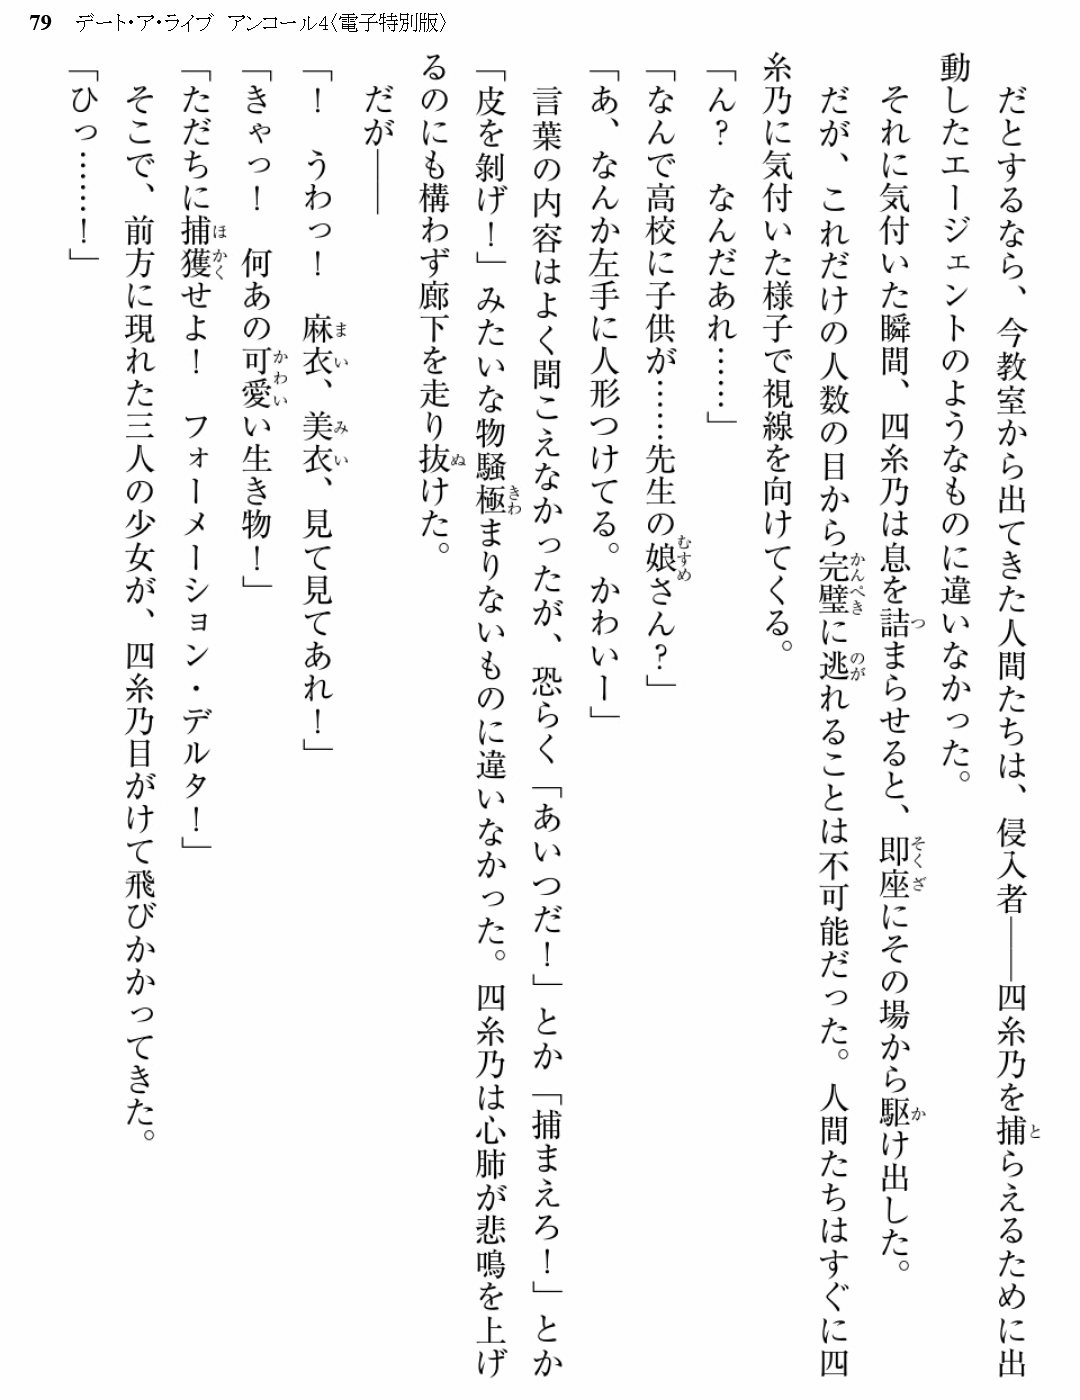 79 デート・ア・ライブ アンコール4〈電子特別版〉
　だとするなら、今教室から出てきた人間たちは、侵入者――四糸乃を捕らえるために出
動したエージェントのようなものに違いなかった。
　それに気付いた瞬間、四糸乃は息を詰まらせると、即座にその場から駆け出した。
　だが、これだけの人数の目から完璧に逃れることは不可能だった。人間たちはすぐに四
糸乃に気付いた様子で視線を向けてくる。
「ん？　なんだあれ……」
「なんで高校に子供が……先生の娘さん？」
「あ、なんか左手に人形つけてる。かわいー」
　言葉の内容はよく聞こえなかったが、恐らく「あいつだ！」とか「捕まえろ！」とか
「皮を剝げ！」みたいな物騒極まりないものに違いなかった。四糸乃は心肺が悲鳴を上げ
るのにも構わず廊下を走り抜けた。
　だが――
「！　うわっ！　麻衣、美衣、見て見てあれ！」
「きゃっ！　何あの可愛い生き物！」
「ただちに捕獲せよ！　フォーメーション・デルタ！」
　そこで、前方に現れた三人の少女が、四糸乃目がけて飛びかかってきた。
「ひっ……！」